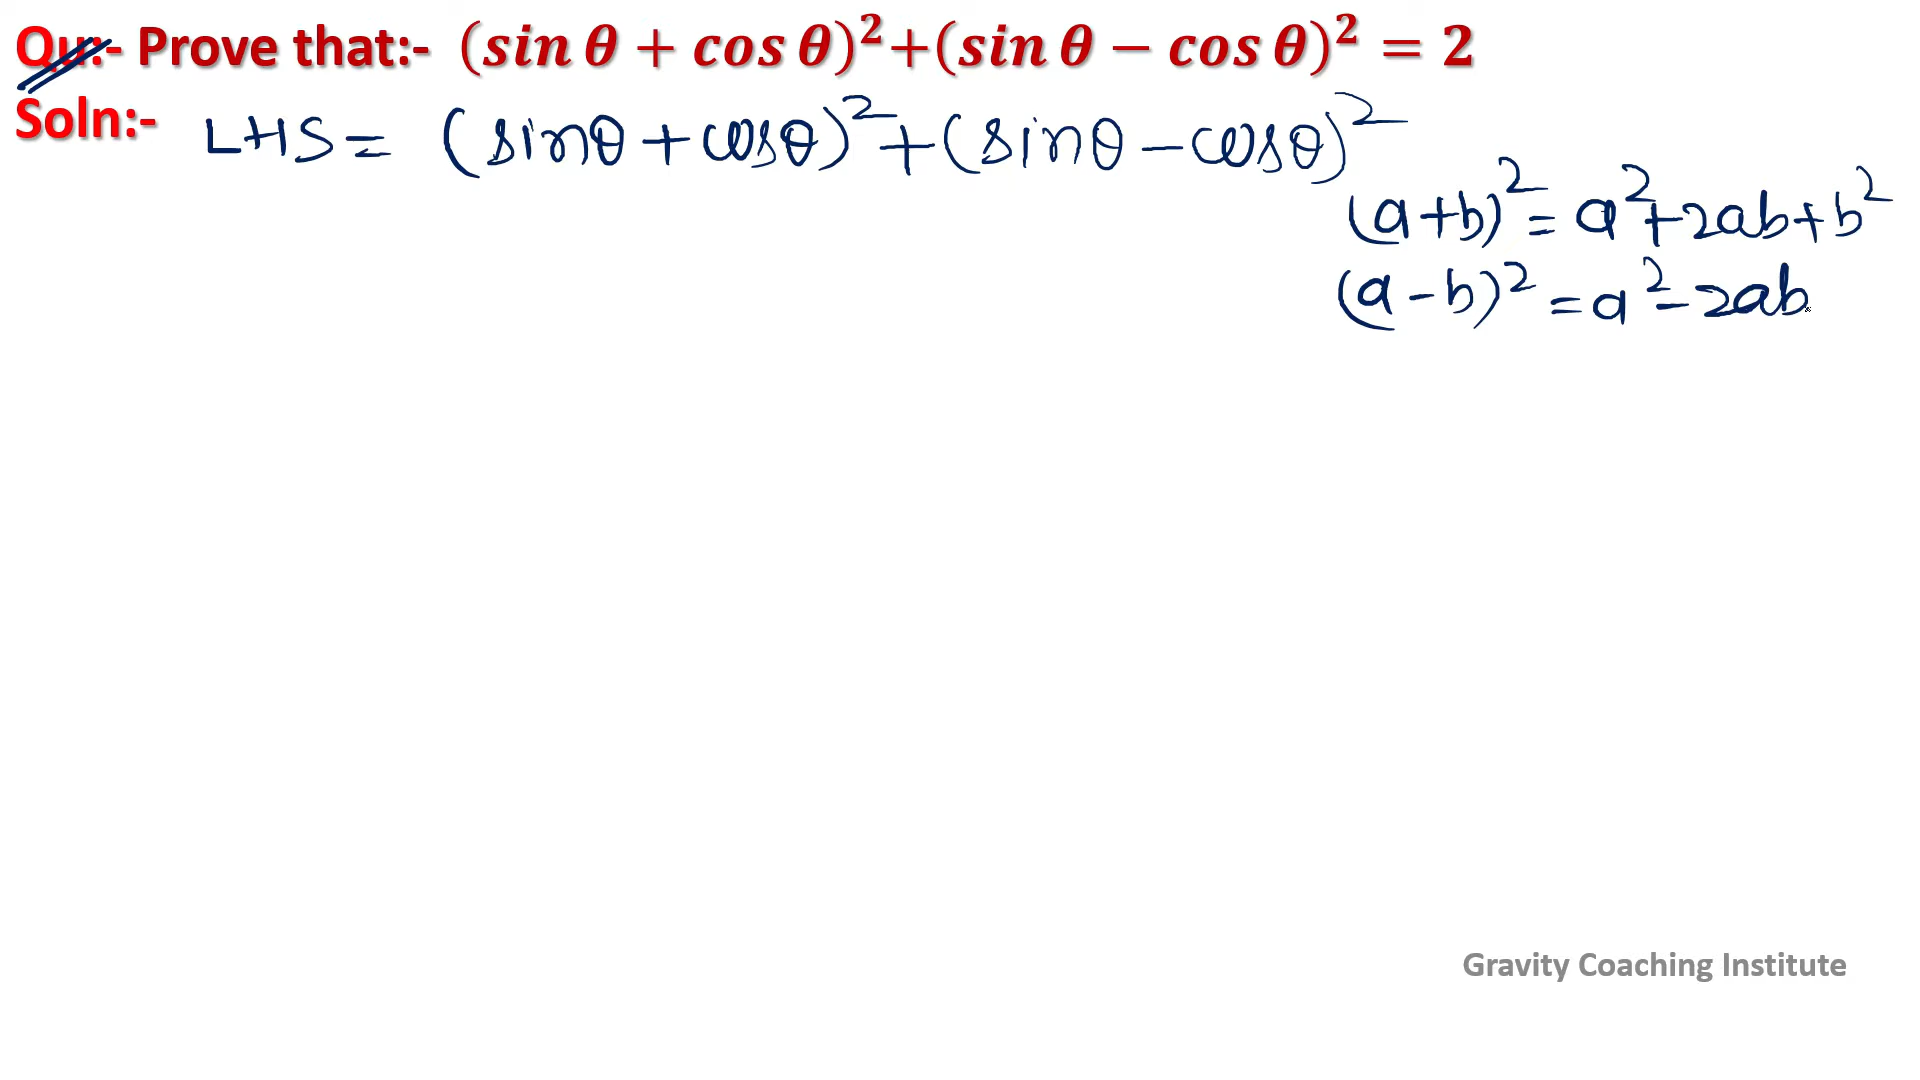 Qu:- Prove that:- (sin θ + cos θ)²+(sin θ − cos θ)² = 2
Soln:- LHS = (sinθ + cosθ)² + (sinθ − cosθ)²
(a+b)² = a²+2ab+b²
(a−b)² = a²−2ab
Gravity Coaching Institute